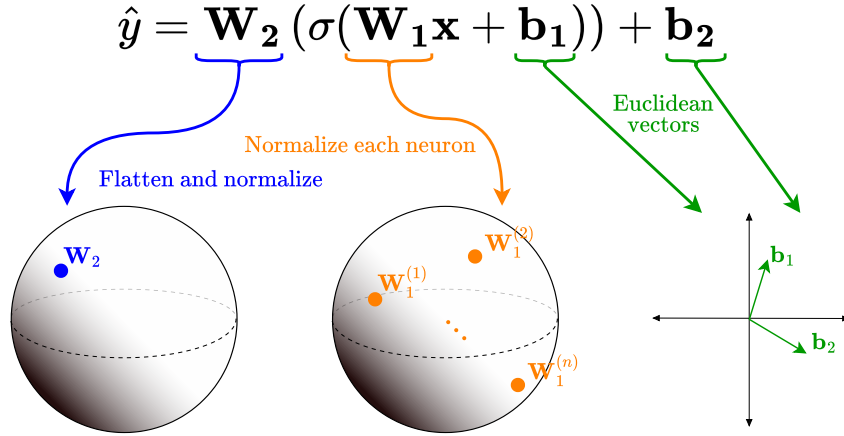 ŷ = W₂ (σ(W₁x + b₁)) + b₂
Euclidean
vectors
Normalize each neuron
Flatten and normalize
W₂
W₁⁽¹⁾
W₁⁽²⁾
W₁⁽ⁿ⁾
b₁
b₂